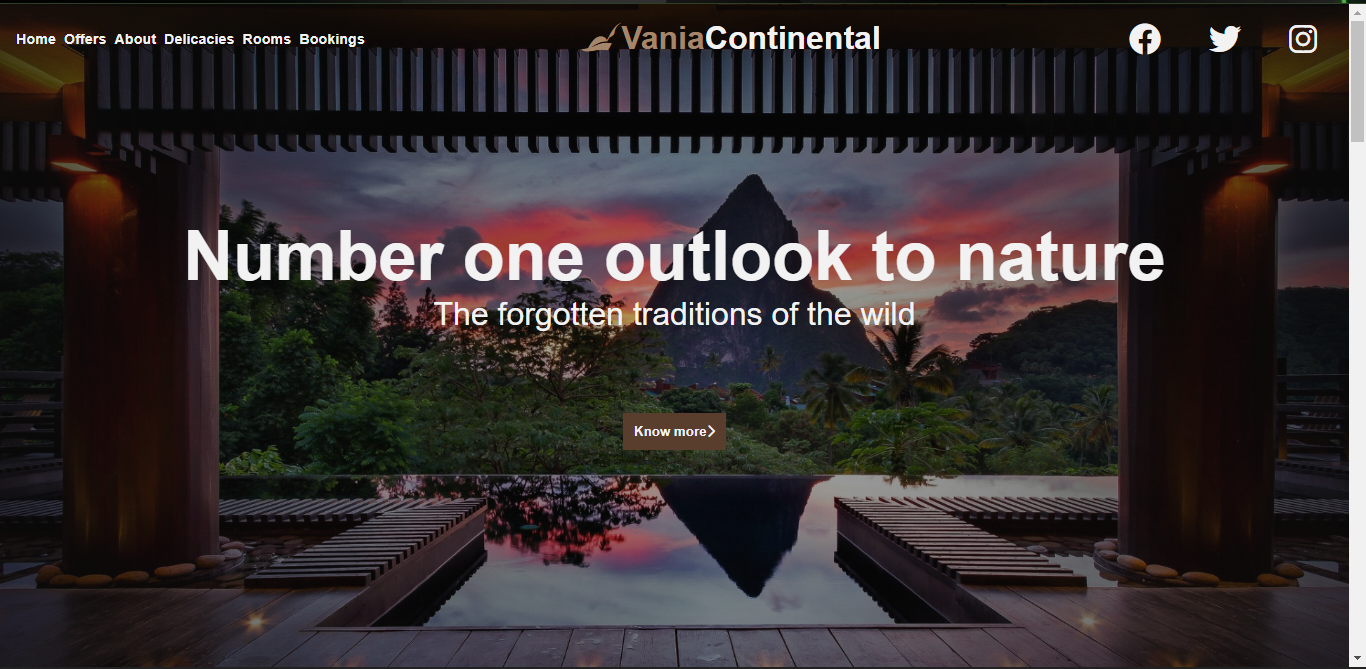 Home Offers About Delicacies Rooms Bookings
VaniaContinental
Number one outlook to nature
The forgotten traditions of the wild
Know more